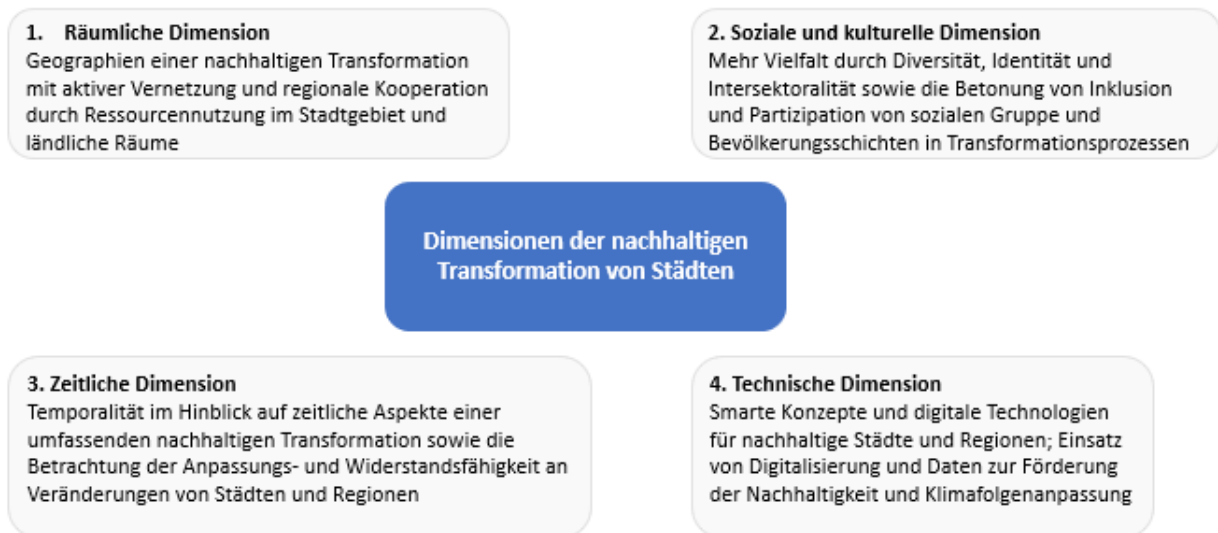 1. Räumliche Dimension
Geographien einer nachhaltigen Transformation
mit aktiver Vernetzung und regionale Kooperation
durch Ressourcennutzung im Stadtgebiet und
ländliche Räume
2. Soziale und kulturelle Dimension
Mehr Vielfalt durch Diversität, Identität und
Intersektoralität sowie die Betonung von Inklusion
und Partizipation von sozialen Gruppe und
Bevölkerungsschichten in Transformationsprozessen
Dimensionen der nachhaltigen
Transformation von Städten
3. Zeitliche Dimension
Temporalität im Hinblick auf zeitliche Aspekte einer
umfassenden nachhaltigen Transformation sowie die
Betrachtung der Anpassungs- und Widerstandsfähigkeit an
Veränderungen von Städten und Regionen
4. Technische Dimension
Smarte Konzepte und digitale Technologien
für nachhaltige Städte und Regionen; Einsatz
von Digitalisierung und Daten zur Förderung
der Nachhaltigkeit und Klimafolgenanpassung